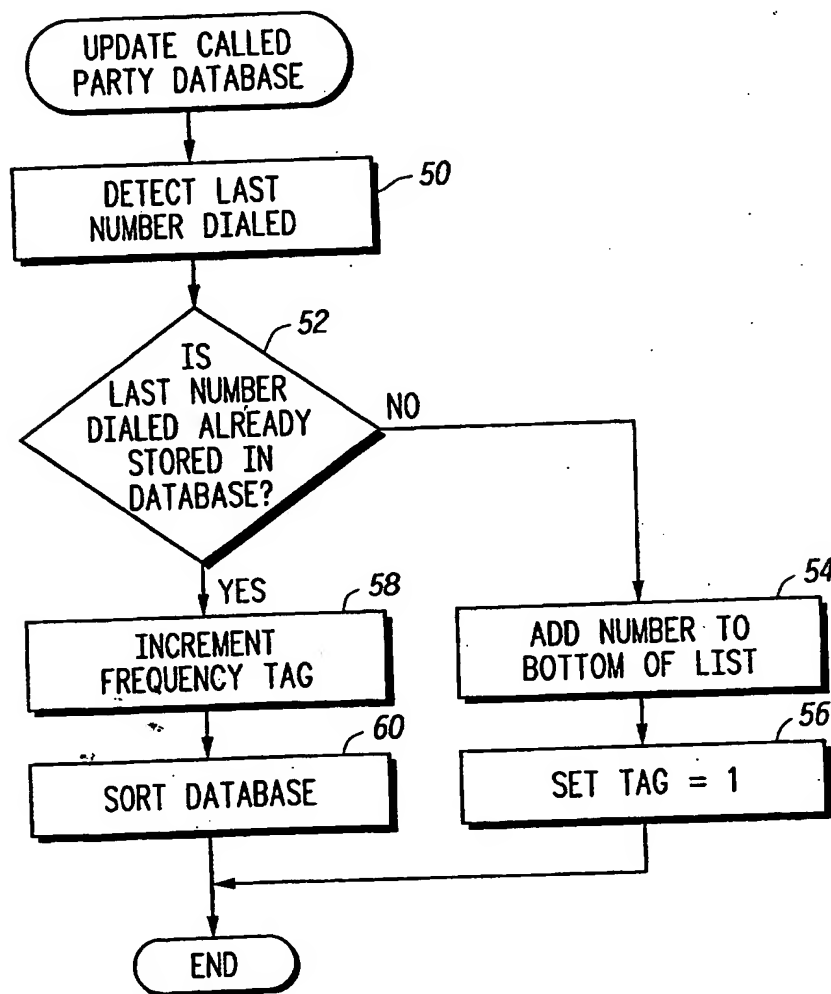 UPDATE CALLED
PARTY DATABASE
DETECT LAST
NUMBER DIALED
50
IS
LAST NUMBER
DIALED ALREADY
STORED IN
DATABASE?
52
NO
YES
INCREMENT
FREQUENCY TAG
58
ADD NUMBER TO
BOTTOM OF LIST
54
SORT DATABASE
60
SET TAG = 1
56
END